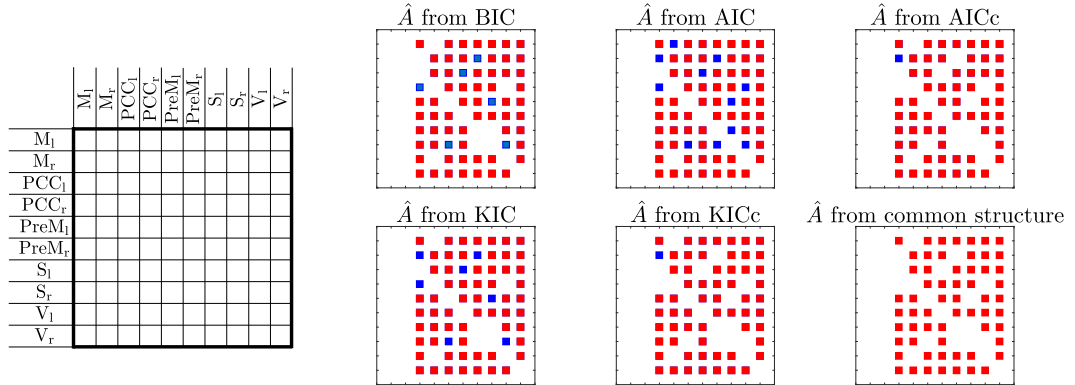 M_l
M_r
PCC_l
PCC_r
PreM_l
PreM_r
S_l
S_r
V_l
V_r
M_l
M_r
PCC_l
PCC_r
PreM_l
PreM_r
S_l
S_r
V_l
V_r
Â from BIC
Â from AIC
Â from AICc
Â from KIC
Â from KICc
Â from common structure